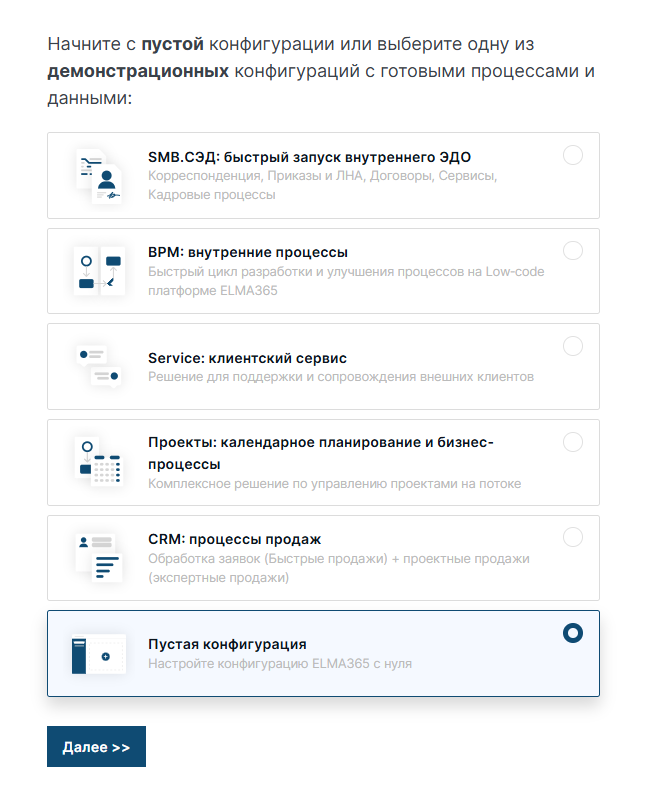 Начните с пустой конфигурации или выберите одну из
демонстрационных конфигураций с готовыми процессами и
данными:
SMB.СЭД: быстрый запуск внутреннего ЭДО
Корреспонденция, Приказы и ЛНА, Договоры, Сервисы,
Кадровые процессы
BPM: внутренние процессы
Быстрый цикл разработки и улучшения процессов на Low-code
платформе ELMA365
Service: клиентский сервис
Решение для поддержки и сопровождения внешних клиентов
Проекты: календарное планирование и бизнес-
процессы
Комплексное решение по управлению проектами на потоке
CRM: процессы продаж
Обработка заявок (Быстрые продажи) + проектные продажи
(экспертные продажи)
Пустая конфигурация
Настройте конфигурацию ELMA365 с нуля
Далее >>